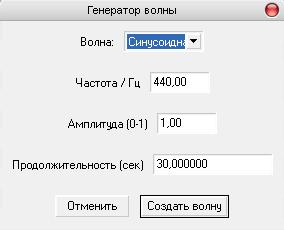 Генератор волны
Волна: Синусоидна
Частота / Гц 440,00
Амплитуда (0-1) 1,00
Продолжительность (сек) 30,000000
Отменить Создать волну